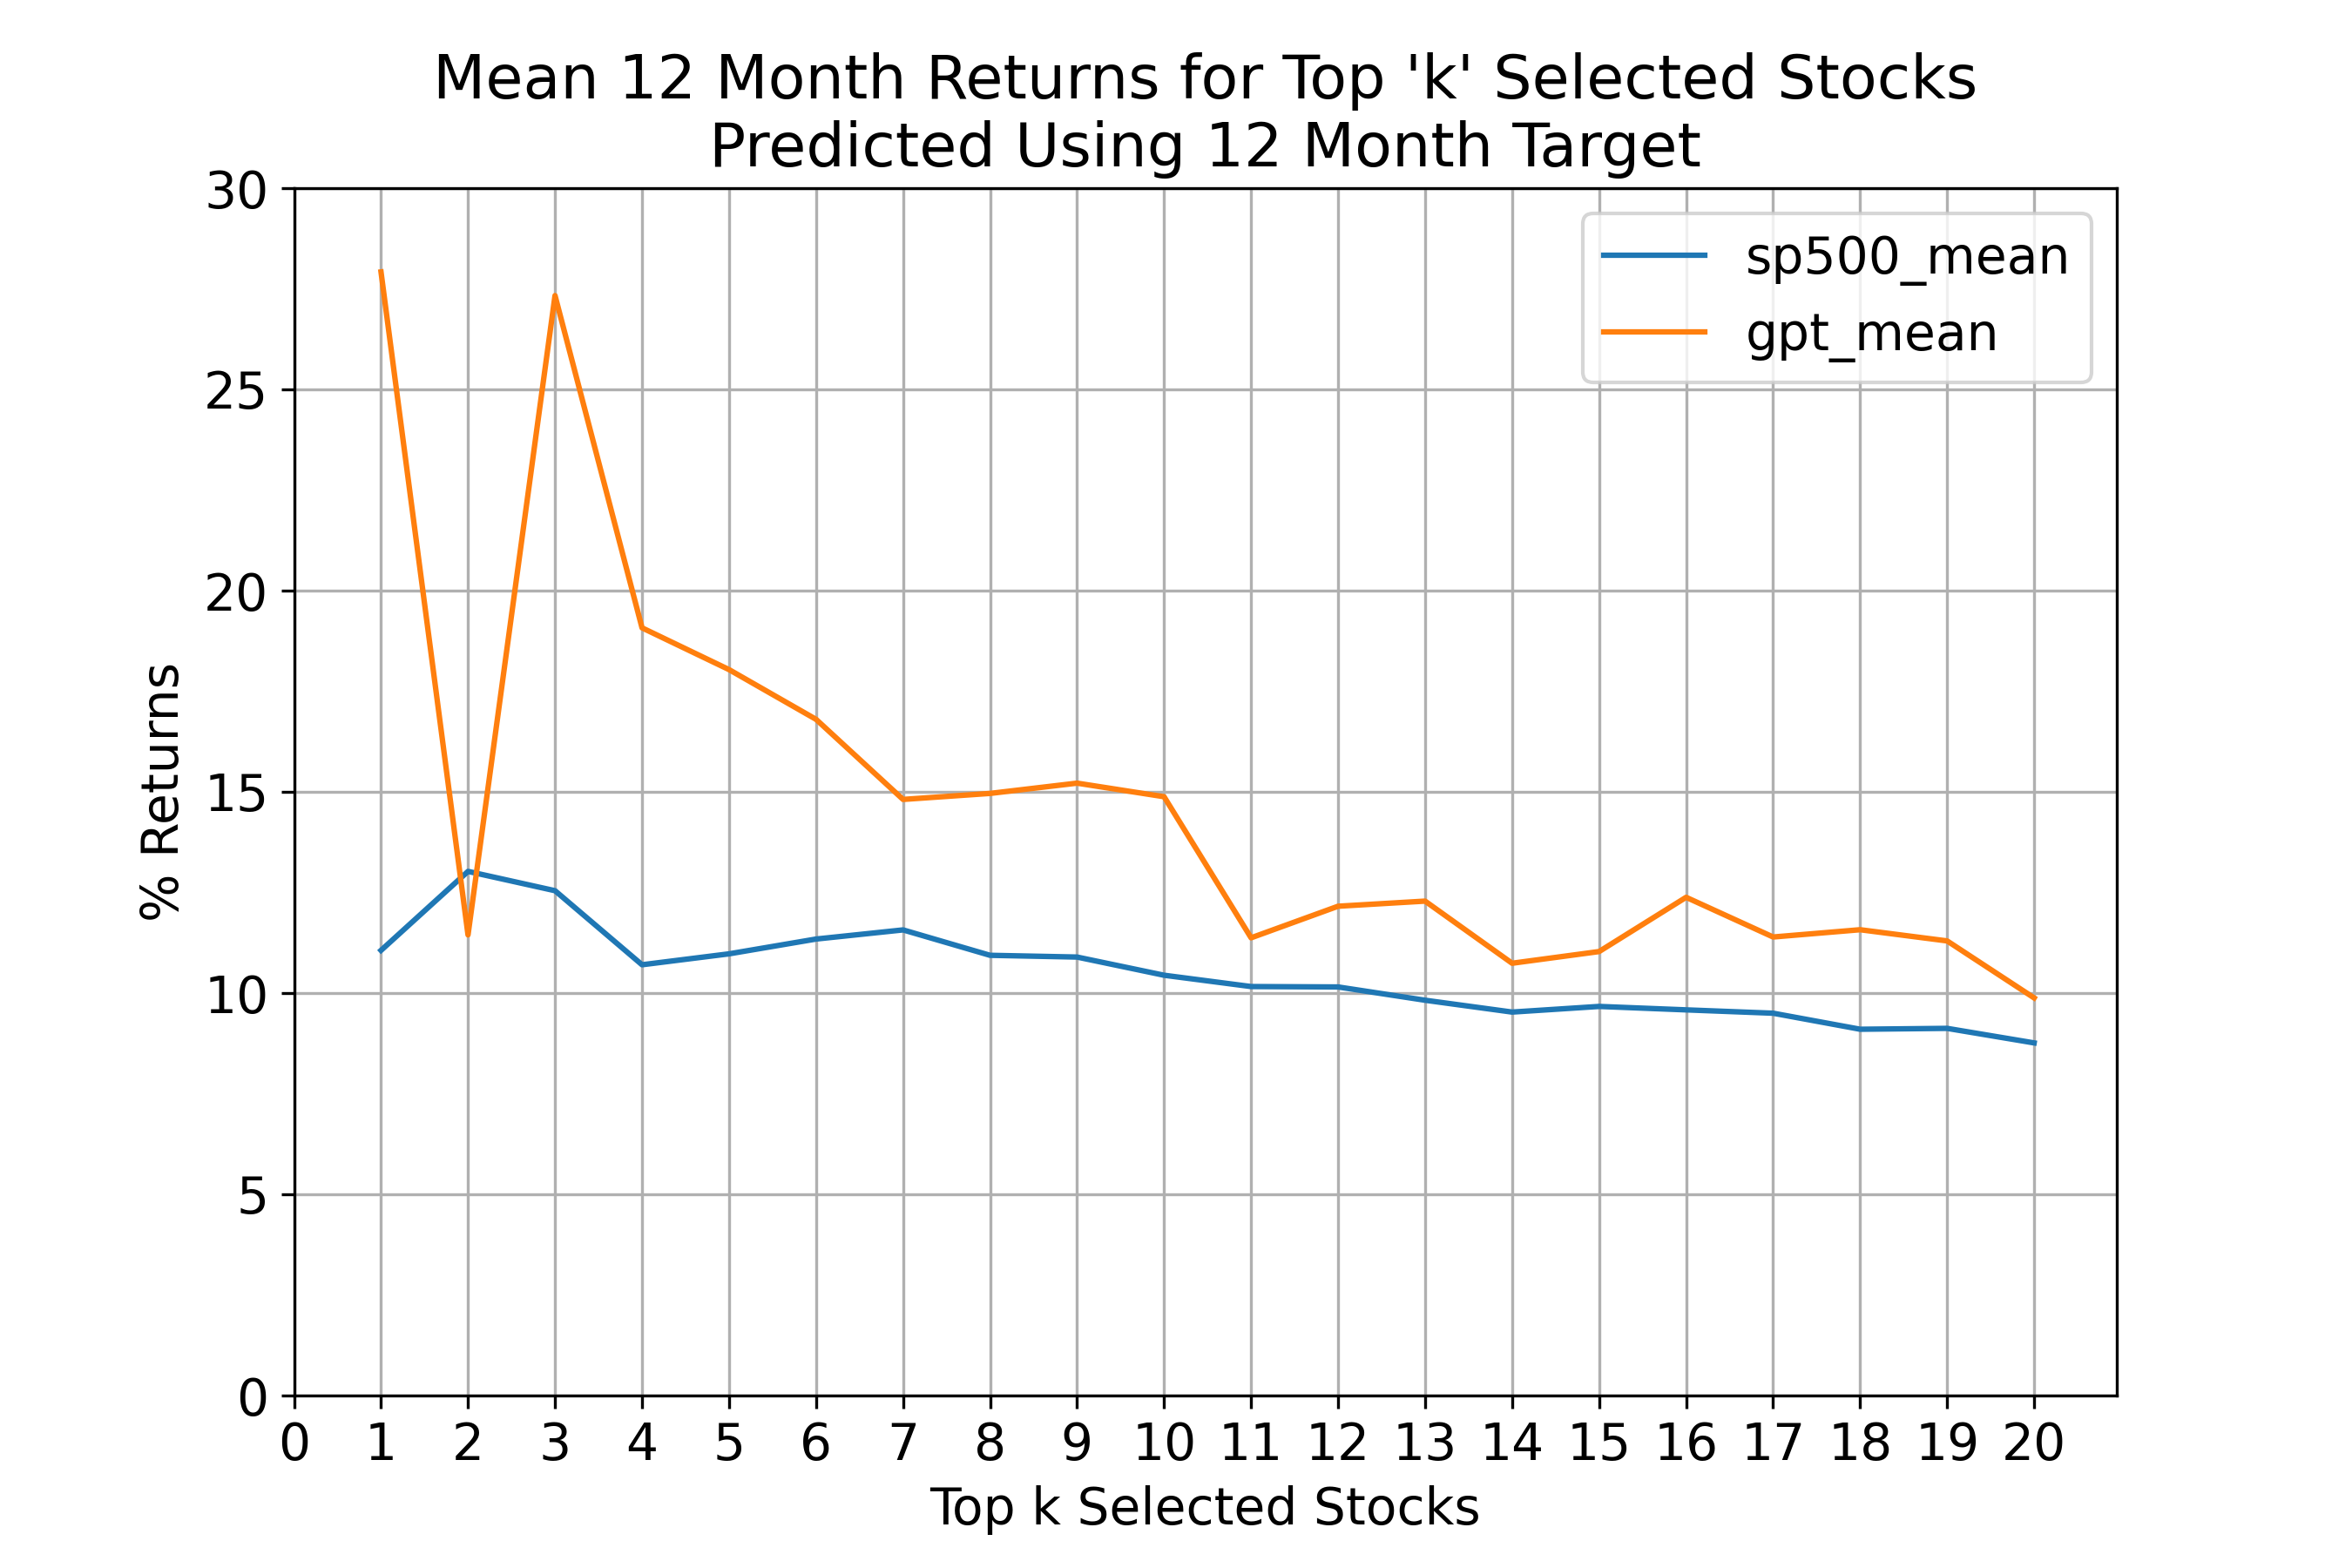 Mean 12 Month Returns for Top 'k' Selected Stocks
Predicted Using 12 Month Target
sp500_mean
gpt_mean
% Returns
30
25
20
15
10
5
0
0 1 2 3 4 5 6 7 8 9 10 11 12 13 14 15 16 17 18 19 20
Top k Selected Stocks